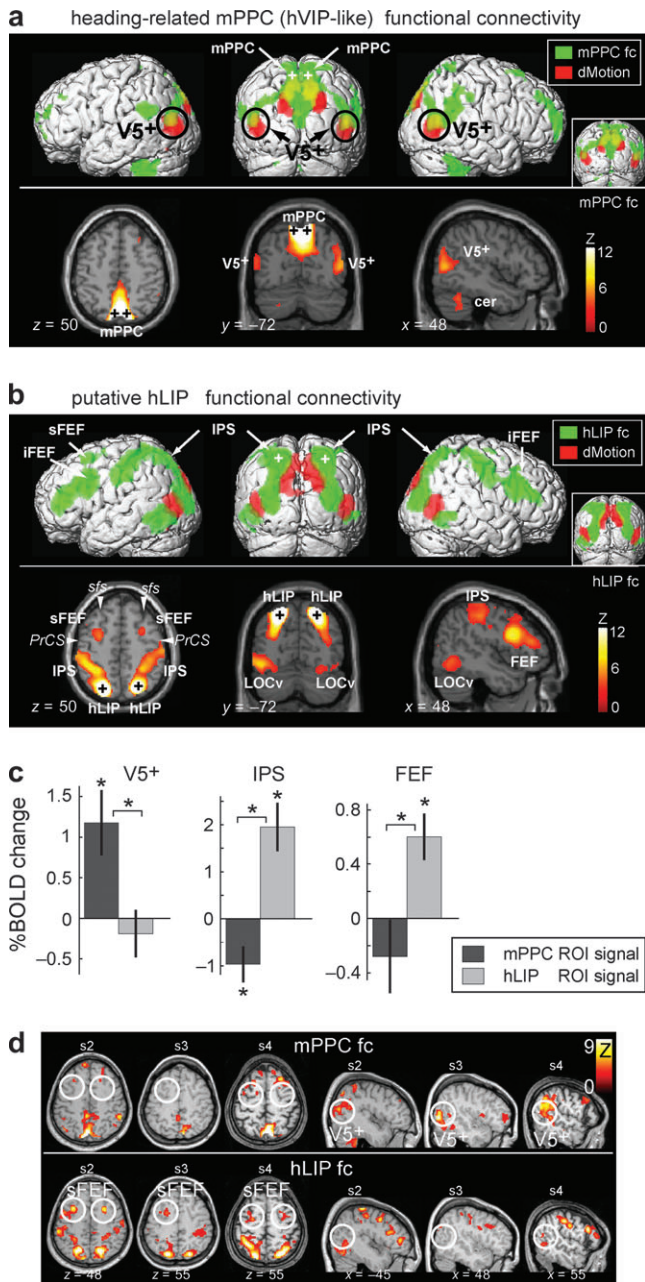 a heading-related mPPC (hVIP-like) functional connectivity
mPPC mPPC
mPPC fc
dMotion
V5+ V5+ V5+
mPPC fc
mPPC
V5+ V5+
V5+
Z
12
6
0
cer
mPPC
z = 50 y = –72 x = 48
b putative hLIP functional connectivity
sFEF
iFEF
IPS IPS
iFEF
hLIP fc
dMotion
hLIP fc
sfs sfs
sFEF sFEF
PrCS PrCS
IPS IPS
hLIP hLIP
hLIP hLIP
LOCv LOCv
IPS
FEF
LOCv
Z
12
6
0
z = 50 y = –72 x = 48
c
V5+ IPS FEF
%BOLD change
1.5
1
0.5
0
–0.5
2
1
0
–1
0.8
0.4
0
–0.4
* * * * * * *
mPPC ROI signal
hLIP ROI signal
d
mPPC fc
s2 s3 s4 s2 s3 s4
9
Z
0
V5+ V5+ V5+
hLIP fc
s2 s3 s4 s2 s3 s4
sFEF sFEF sFEF
z = 48 z = 55 z = 55 x = –45 x = 48 x = 55